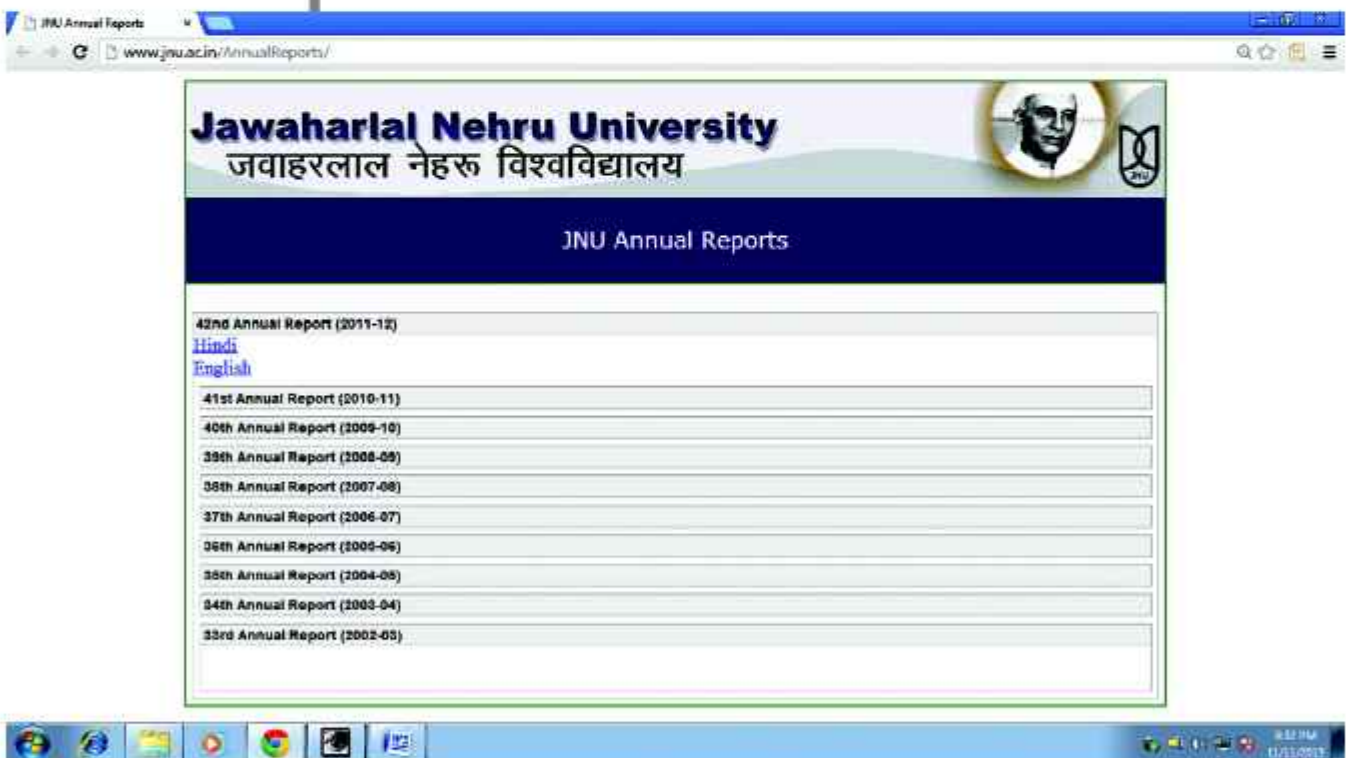 JNU Annual Reports
www.jnu.ac.in/AnnualReports/
Jawaharlal Nehru University
जवाहरलाल नेहरू विश्वविद्यालय
JNU
JNU Annual Reports
42nd Annual Report (2011-12)
Hindi
English
41st Annual Report (2010-11)
40th Annual Report (2009-10)
39th Annual Report (2008-09)
38th Annual Report (2007-08)
37th Annual Report (2006-07)
36th Annual Report (2005-06)
35th Annual Report (2004-05)
34th Annual Report (2003-04)
33rd Annual Report (2002-03)